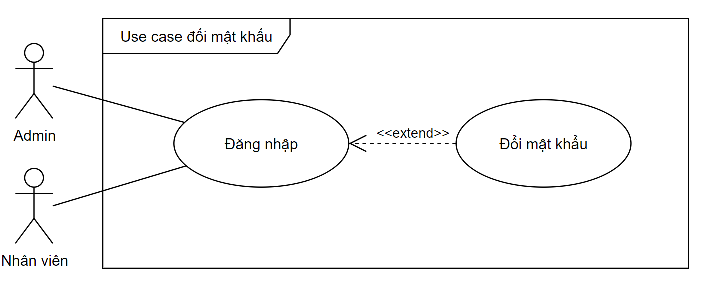 Use case đổi mật khẩu
Admin
Đăng nhập
<<extend>>
Đổi mật khẩu
Nhân viên